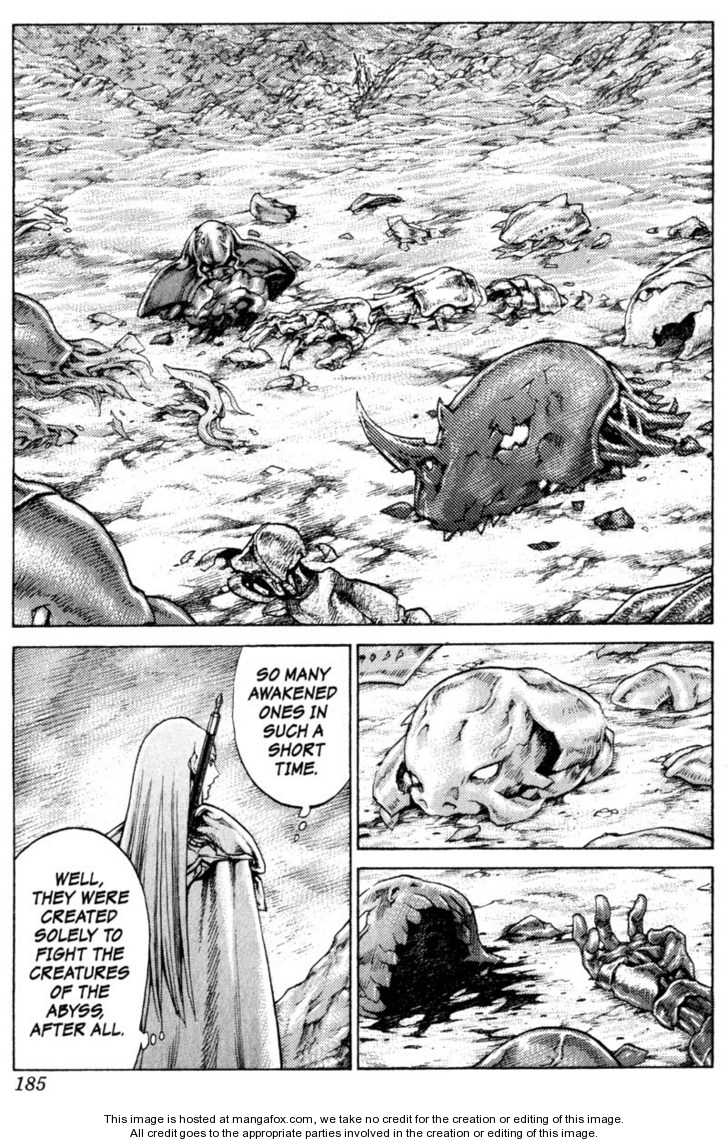 SO MANY
AWAKENED
ONES IN
SUCH A
SHORT
TIME.
WELL,
THEY WERE
CREATED
SOLELY TO
FIGHT THE
CREATURES
OF THE
ABYSS,
AFTER ALL.
185
This image is hosted at mangafox.com, we take no credit for the creation or editing of this image.
All credit goes to the appropriate parties involved in the creation or editing of this image.